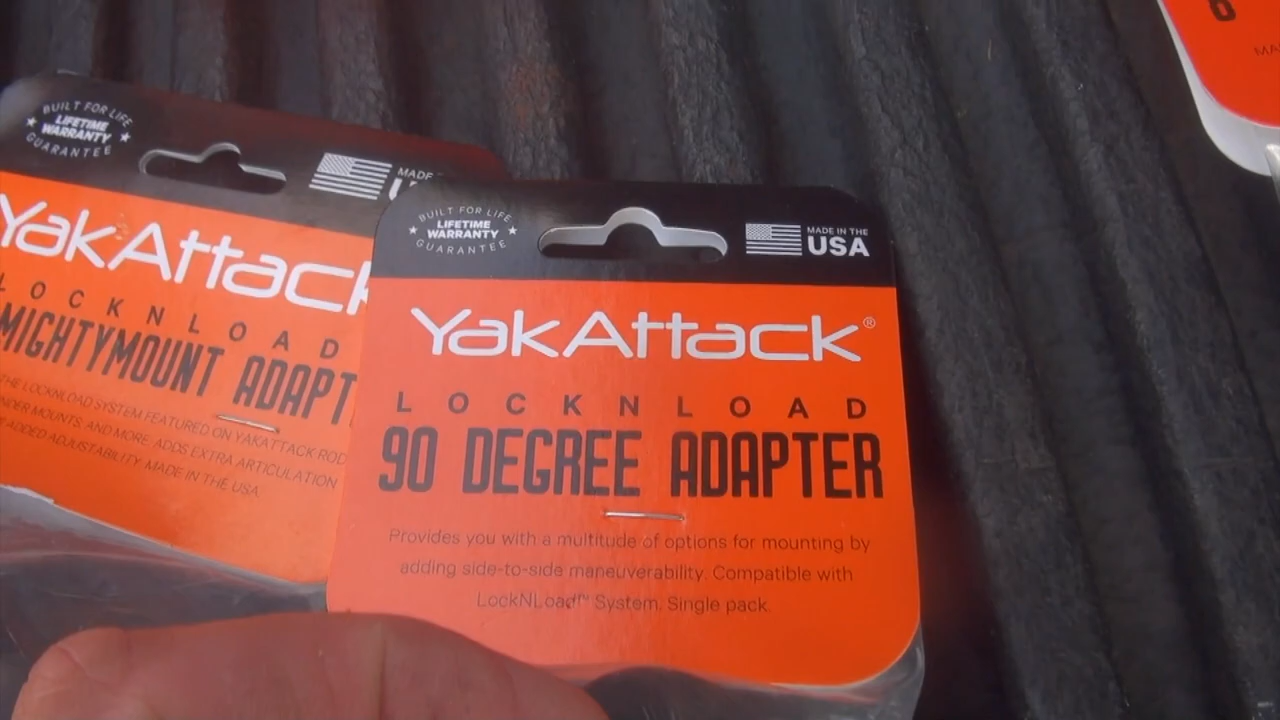 BUILT FOR LIFE
LIFETIME
WARRANTY
GUARANTEE
MADE
YakAttack
LOCKNLOAD
MIGHTYMOUNT ADAPT
THE LOCKNLOAD SYSTEM FEATURED ON YAKATTACK ROD
MOUNTS, AND MORE. ADDS EXTRA ARTICULATION
ADDED ADJUSTABILITY. MADE IN THE USA.
BUILT FOR LIFE
LIFETIME
WARRANTY
GUARANTEE
MADE IN THE
USA
YakAttack®
LOCKNLOAD
90 DEGREE ADAPTER
Provides you with a multitude of options for mounting by
adding side-to-side maneuverability. Compatible with
LockNLoad™ System. Single pack.